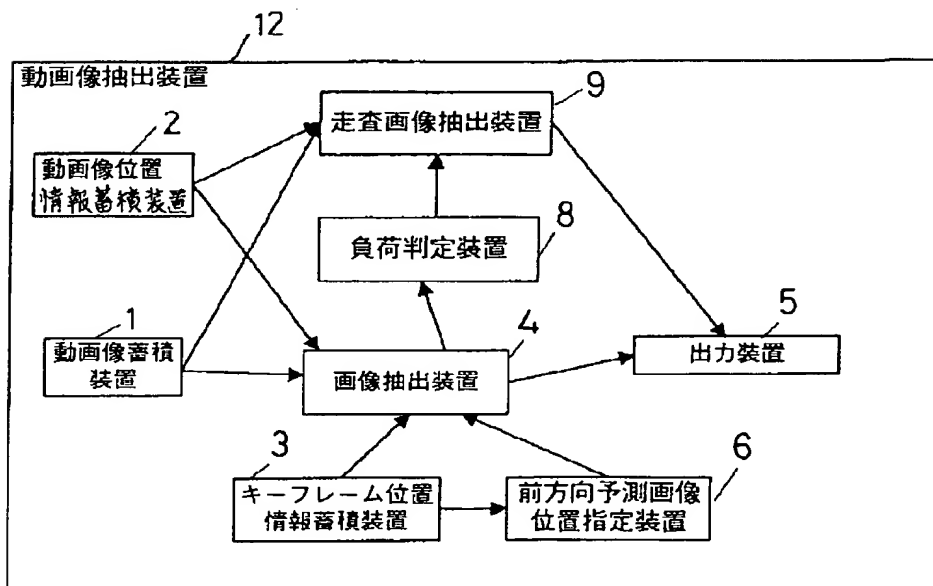 12
動画像抽出装置
9
走査画像抽出装置
2
動画像位置
情報蓄積装置
8
負荷判定装置
1
動画像蓄積
装置
4
画像抽出装置
5
出力装置
3
キーフレーム位置
情報蓄積装置
6
前方向予測画像
位置指定装置